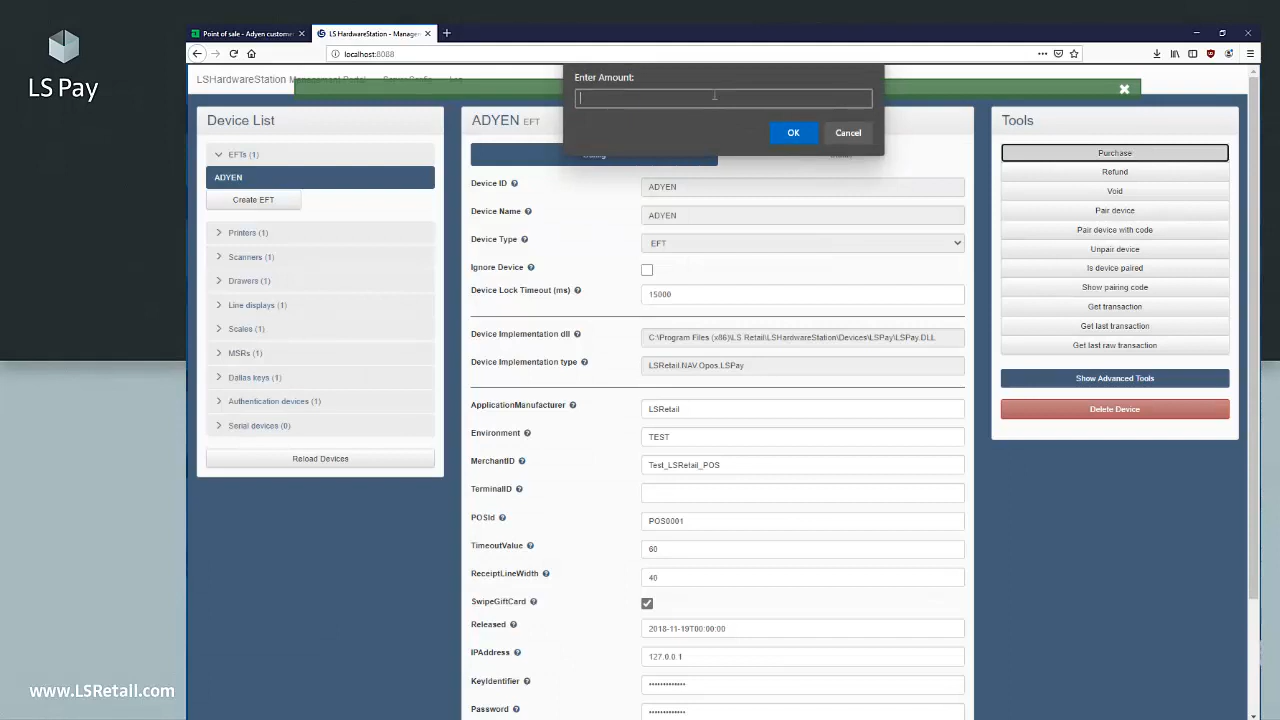 LS Pay
Point of sale - Adyen custome
LS HardwareStation - Manage
localhost:8088
LSHardwareStation Management Portal
Log
Enter Amount:
OK
Cancel
Device List
EFTs (1)
ADYEN
Create EFT
Printers (1)
Scanners (1)
Drawers (1)
Line displays (1)
Scales (1)
MSRs (1)
Dallas keys (1)
Authentication devices (1)
Serial devices (0)
Reload Devices
ADYEN EFT
Device ID
ADYEN
Device Name
ADYEN
Device Type
EFT
Ignore Device
Device Lock Timeout (ms)
15000
Device Implementation dll
C:\Program Files (x86)\LS Retail\LSHardwareStation\Devices\LSPay\LSPay.DLL
Device Implementation type
LSRetail.NAV.Opos.LSPay
ApplicationManufacturer
LSRetail
Environment
TEST
MerchantID
Test_LSRetail_POS
TerminalID
POSId
POS0001
TimeoutValue
60
ReceiptLineWidth
40
SwipeGiftCard
Released
2018-11-19T00:00:00
IPAddress
127.0.0.1
KeyIdentifier
•••••••••••••
Password
•••••••••••••
Tools
Purchase
Refund
Void
Pair device
Pair device with code
Unpair device
Is device paired
Show pairing code
Get transaction
Get last transaction
Get last raw transaction
Show Advanced Tools
Delete Device
www.LSRetail.com